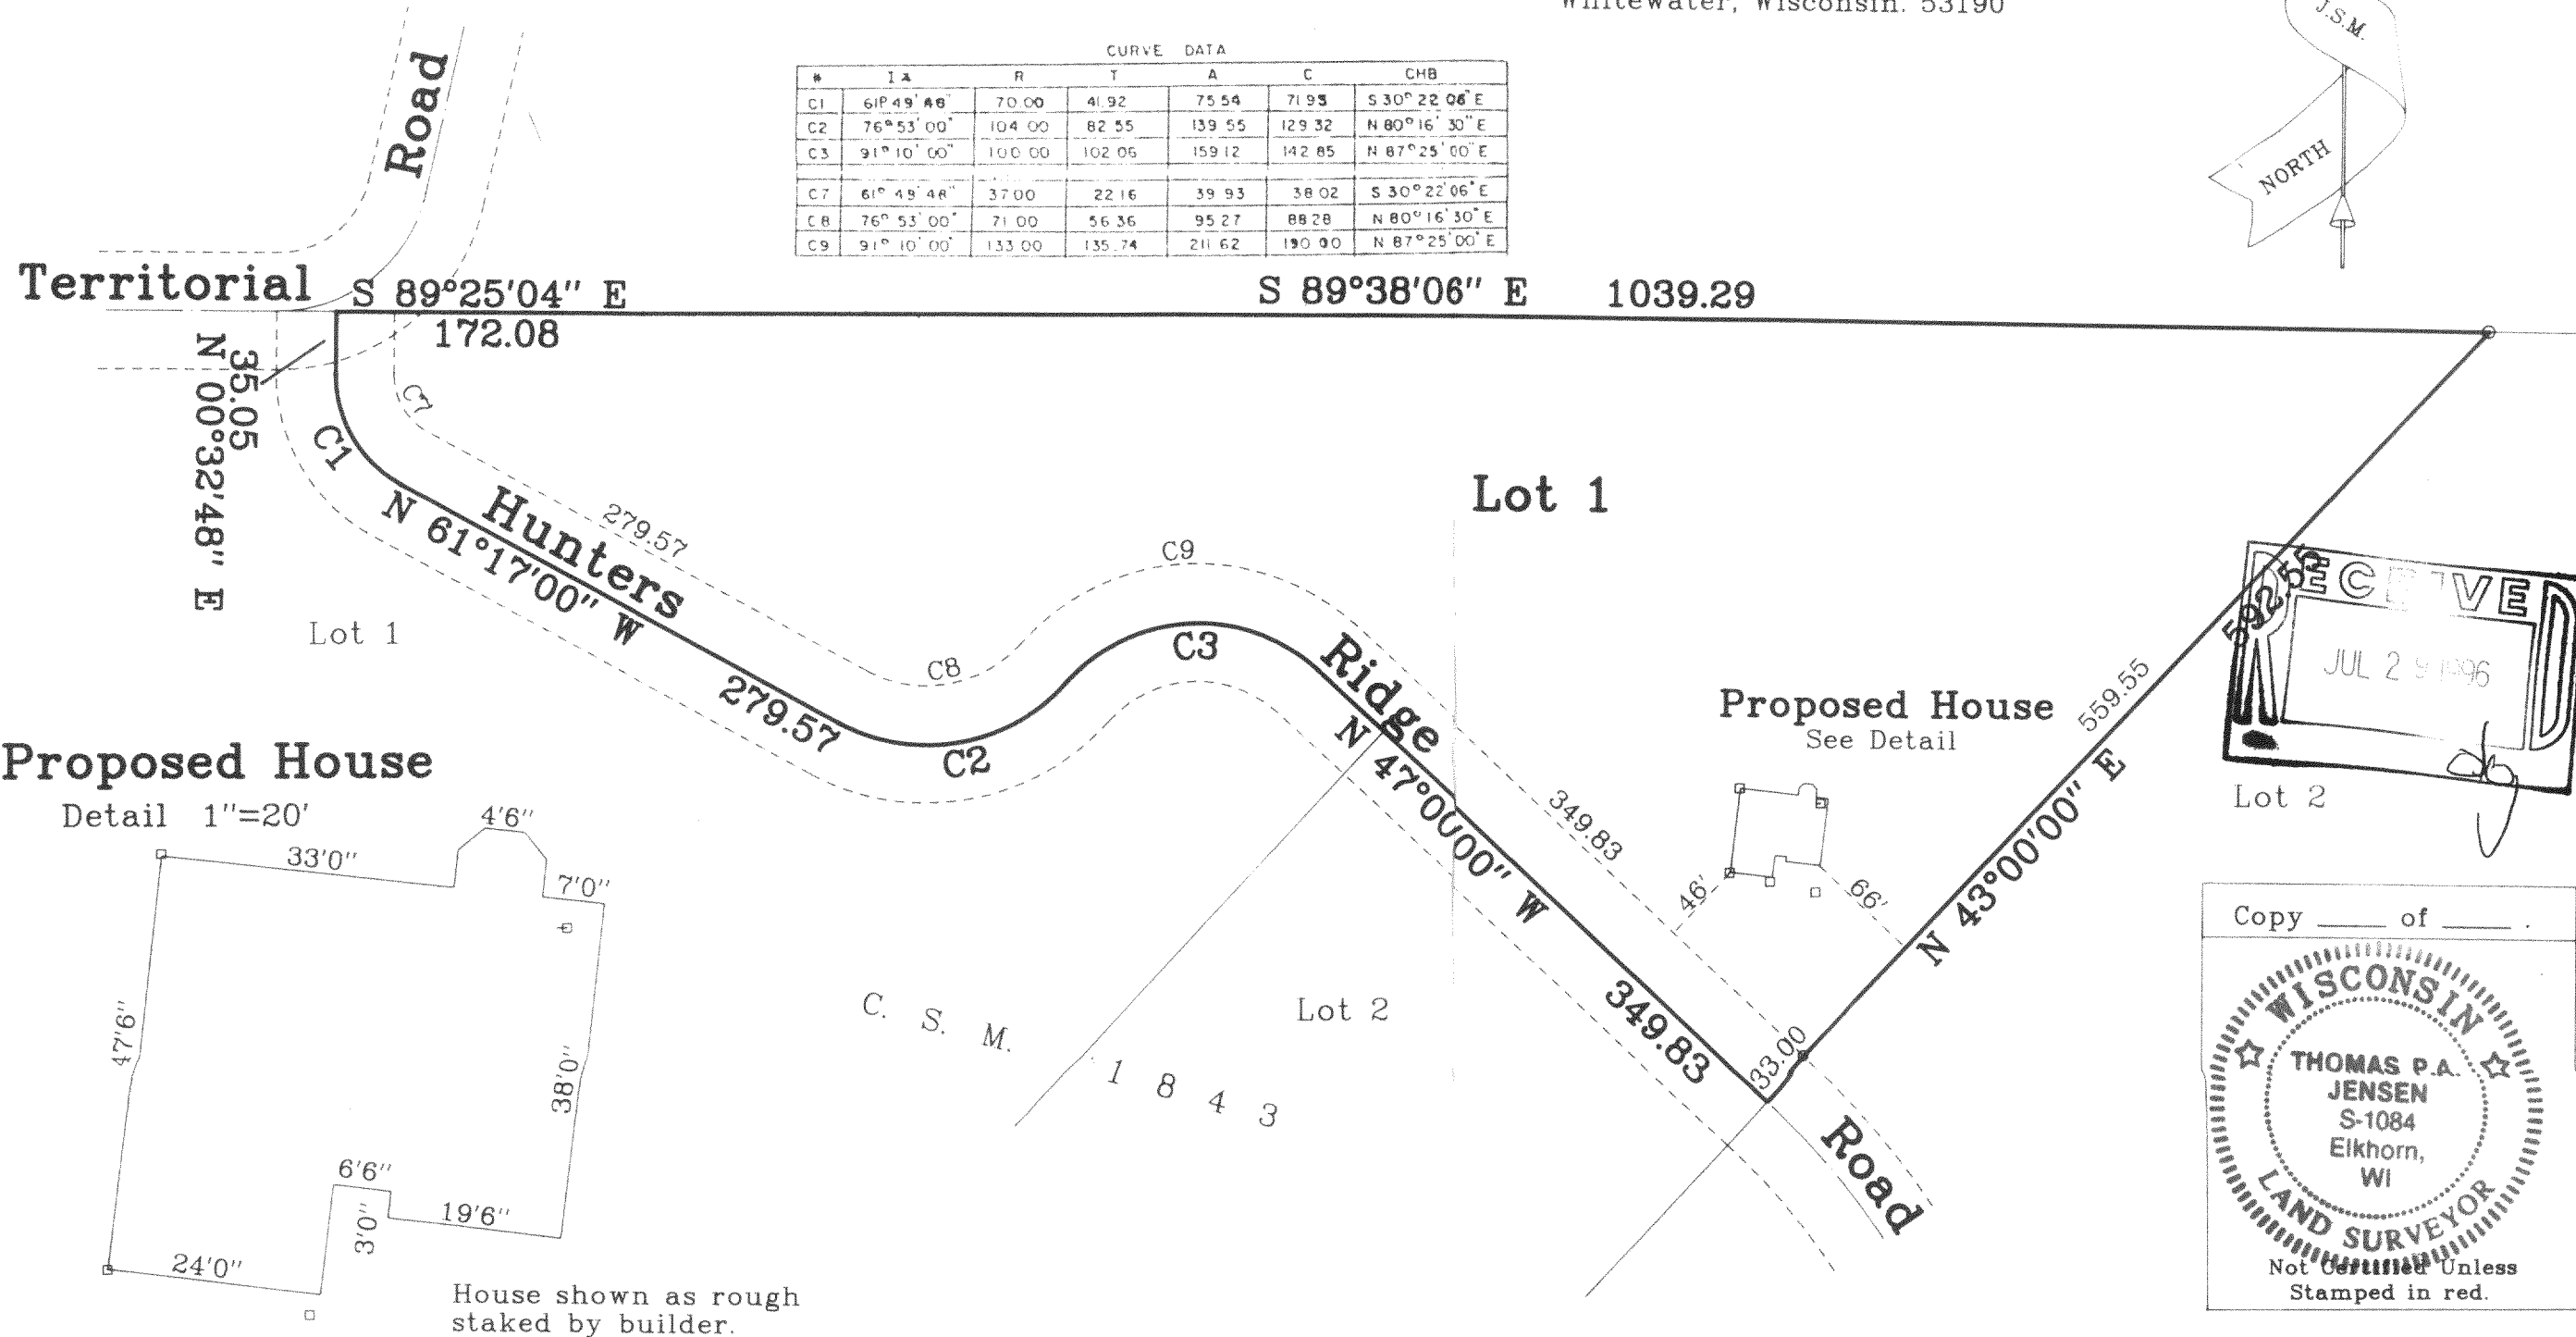 Whitewater, Wisconsin. 53190
J.S.M.
NORTH
CURVE DATA
# I R T A C CHB
C1 61° 49' 46" 70.00 41.92 75.54 71.93 S 30° 22' 06" E
C2 76° 53' 00" 104.00 82.55 139.55 129.32 N 80° 16' 30" E
C3 91° 10' 00" 100.00 102.06 159.12 142.85 N 87° 25' 00" E
C7 61° 49' 48" 37.00 22.16 39.93 38.02 S 30° 22' 06" E
C8 76° 53' 00" 71.00 56.36 95.27 88.28 N 80° 16' 30" E
C9 91° 10' 00" 133.00 135.74 211.62 190.00 N 87° 25' 00" E
Road
Territorial
S 89°25'04" E
172.08
S 89°38'06" E 1039.29
35.05
N 00°32'48" E
C7
C1
Hunters
279.57
N 61°17'00" W
279.57
Lot 1
C8
C2
C9
C3
Lot 1
Ridge
N 47°00'00" W
349.83
349.83
Proposed House
See Detail
46'
66'
559.55
592.55
N 43°00'00" E
33.00
Road
RECEIVED
JUL 2 9 1996
Lot 2
Lot 2
C. S. M. 1843
Proposed House
Detail 1"=20'
4'6"
33'0"
7'0"
47'6"
38'0"
6'6"
3'0"
19'6"
24'0"
House shown as rough
staked by builder.
Copy ____ of ____ .
WISCONSIN
THOMAS P.A.
JENSEN
S-1084
Elkhorn,
WI
LAND SURVEYOR
Not Certified Unless
Stamped in red.